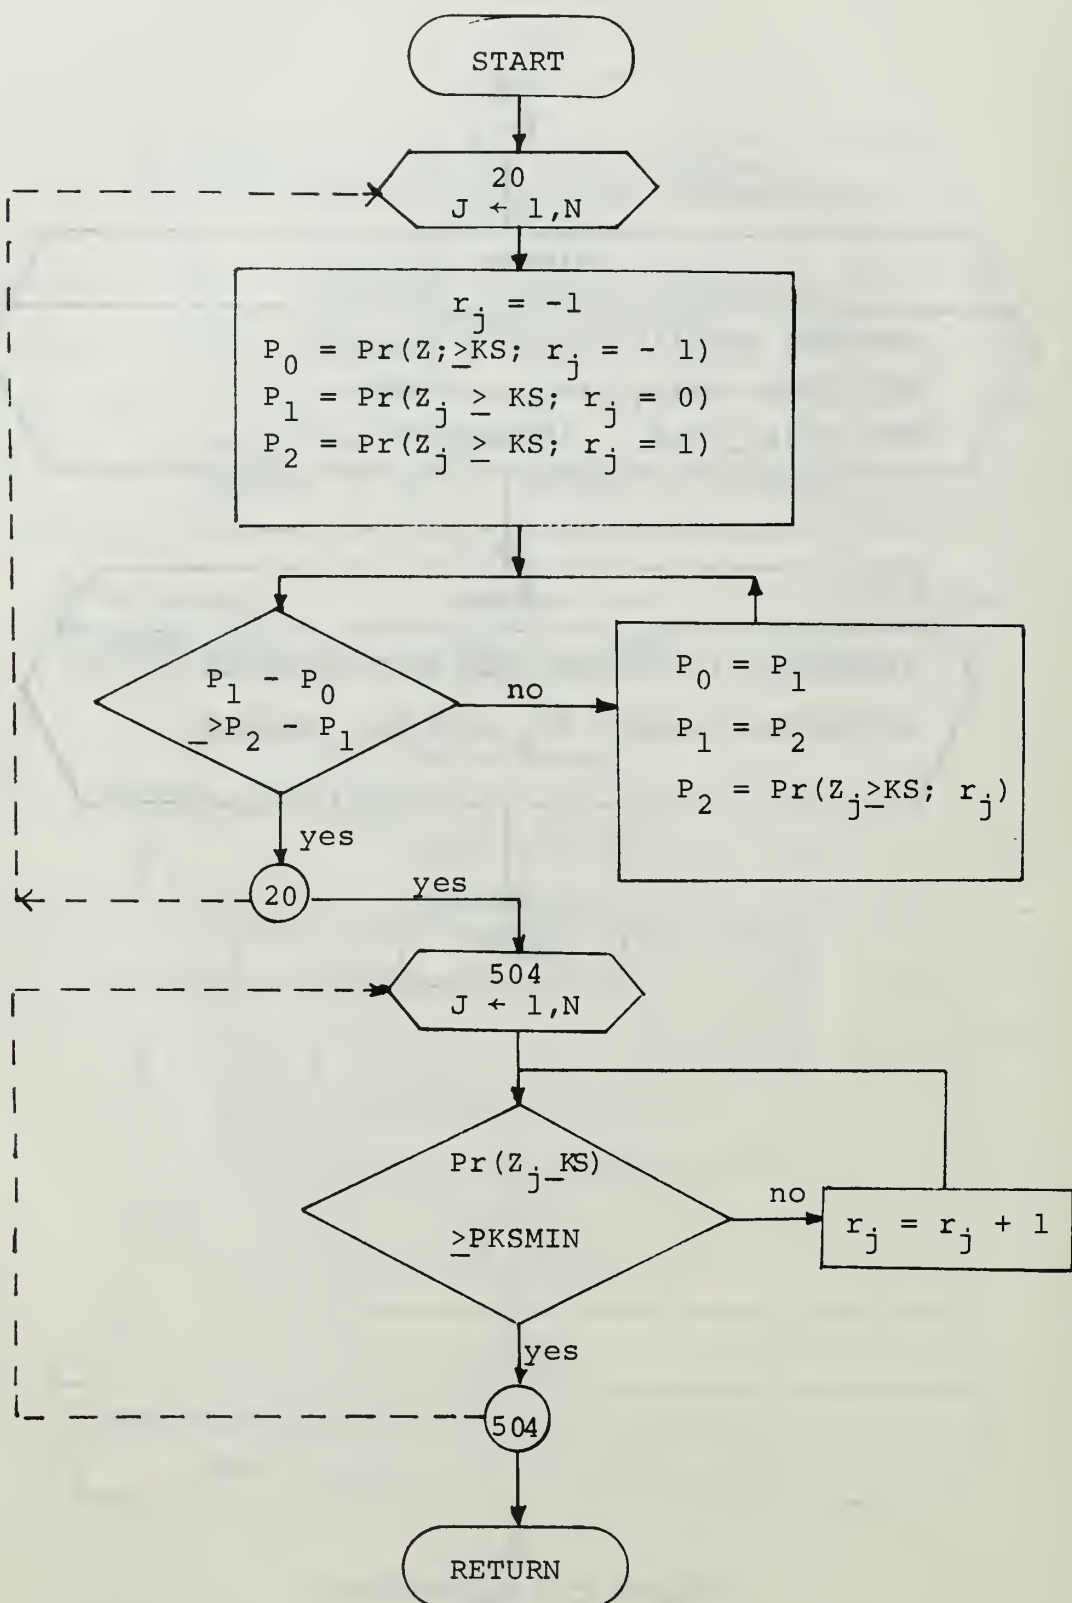 START
20
J ← 1,N
r_j = -1
P_0 = Pr(Z;≥KS; r_j = - 1)
P_1 = Pr(Z_j ≥ KS; r_j = 0)
P_2 = Pr(Z_j ≥ KS; r_j = 1)
P_1 - P_0
≥P_2 - P_1
no
P_0 = P_1
P_1 = P_2
P_2 = Pr(Z_j≥KS; r_j)
yes
20
yes
504
J ← 1,N
Pr(Z_j_KS)
≥PKSMIN
no
r_j = r_j + 1
yes
504
RETURN